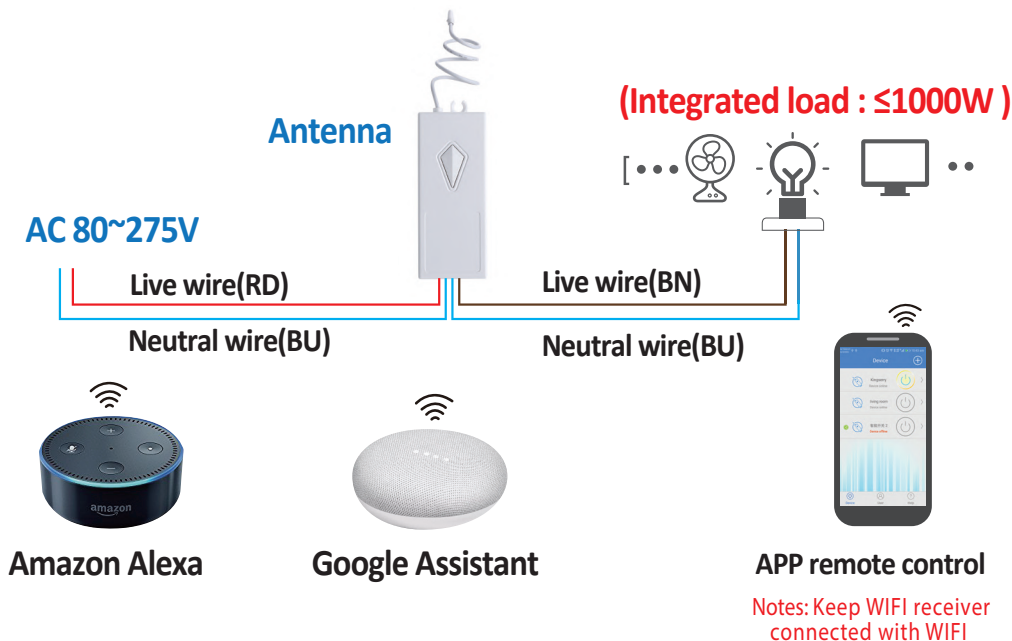 (Integrated load : ≤1000W )
Antenna
AC 80~275V
Live wire(RD)
Live wire(BN)
Neutral wire(BU)
Neutral wire(BU)
Device
amazon
Amazon Alexa
Google Assistant
APP remote control
Notes: Keep WIFI receiver
connected with WIFI